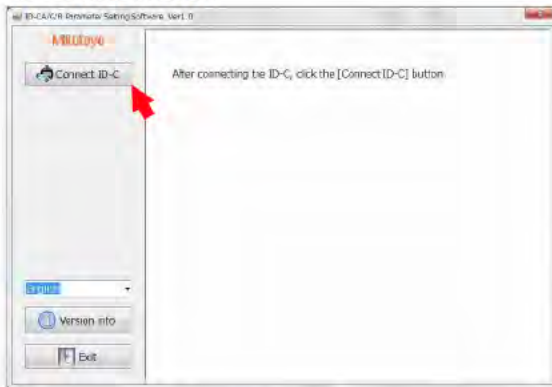 ID-CA/C/B Parameter Setting Software Ver1.0
Mitutoyo
Connect ID-C
After connecting the ID-C, click the [Connect ID-C] button
English
Version info
Exit